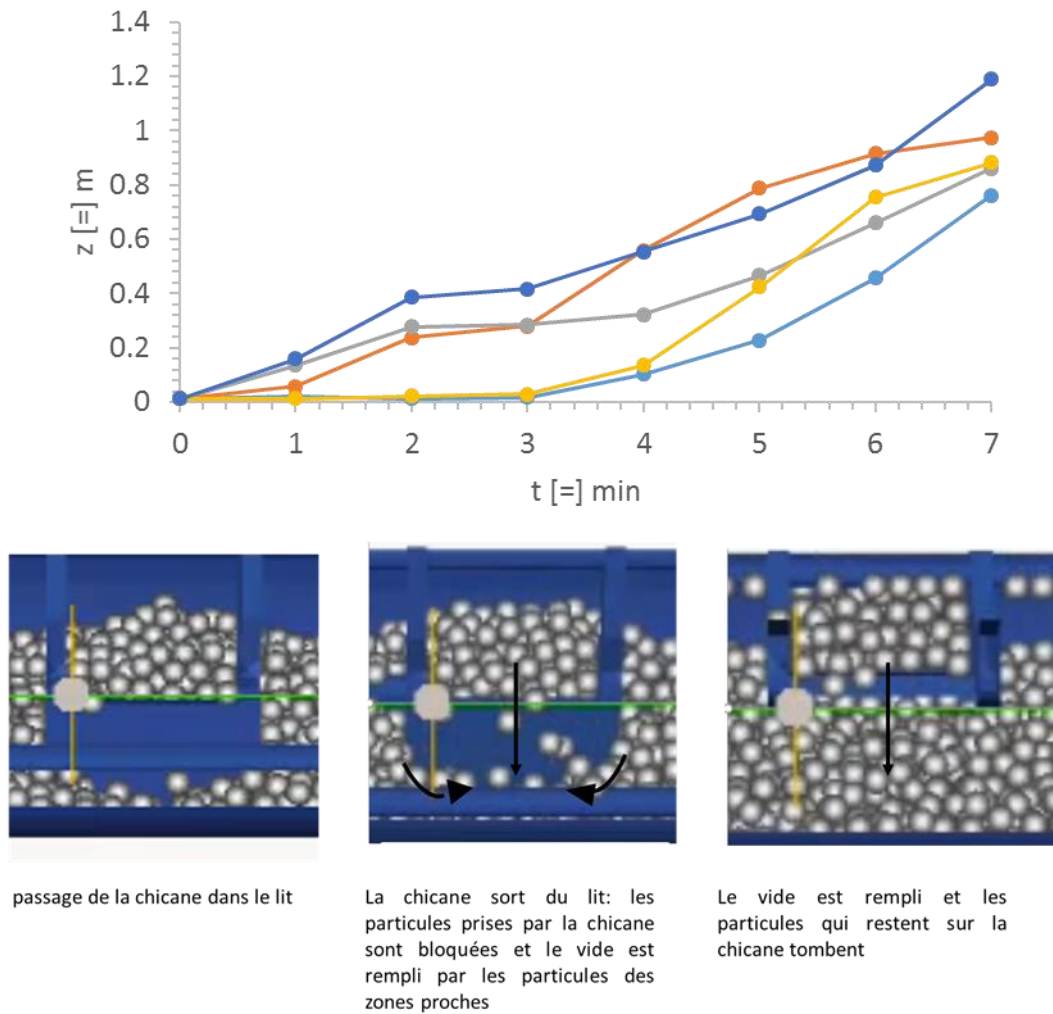 1.4
1.2
1
0.8
0.6
0.4
0.2
0
z [=] m
0 1 2 3 4 5 6 7
t [=] min
passage de la chicane dans le lit
La chicane sort du lit: les
particules prises par la chicane
sont bloquées et le vide est
rempli par les particules des
zones proches
Le vide est rempli et les
particules qui restent sur la
chicane tombent